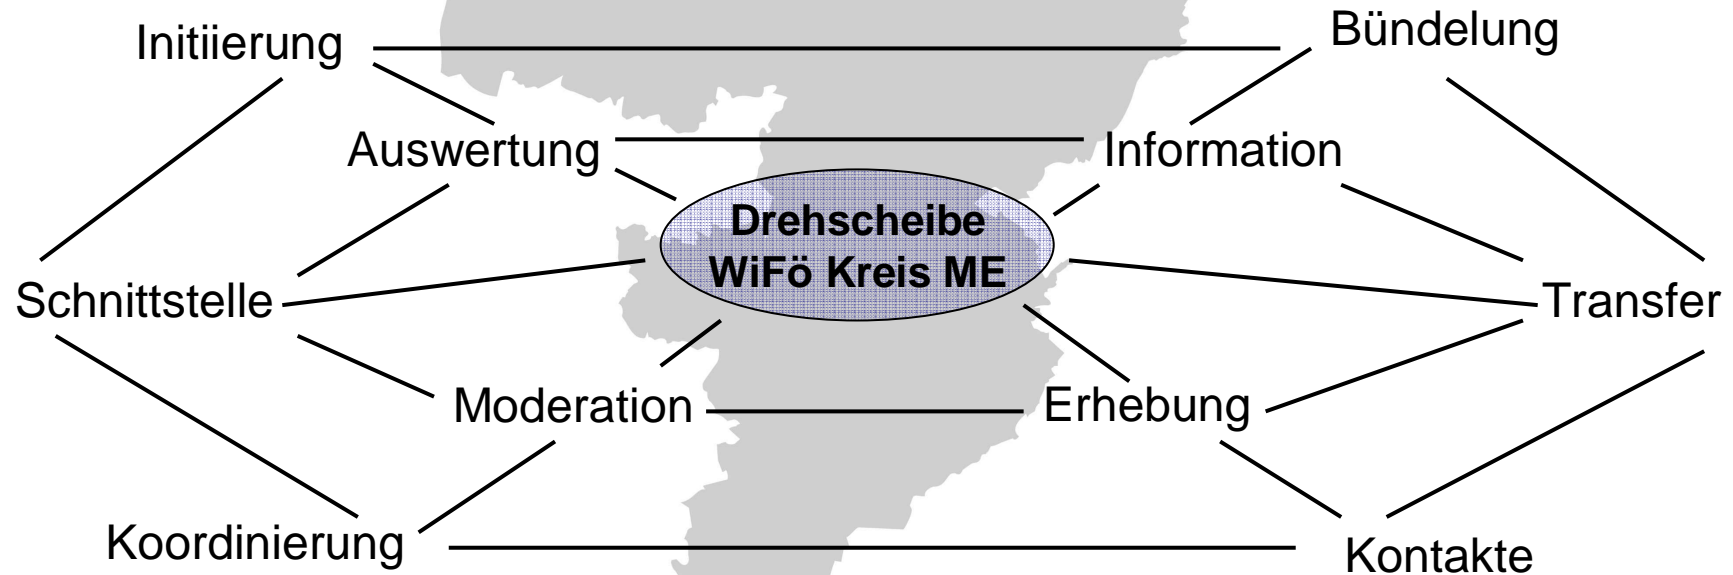 Initiierung
Bündelung
Auswertung
Information
Drehscheibe
WiFö Kreis ME
Schnittstelle
Transfer
Moderation
Erhebung
Koordinierung
Kontakte